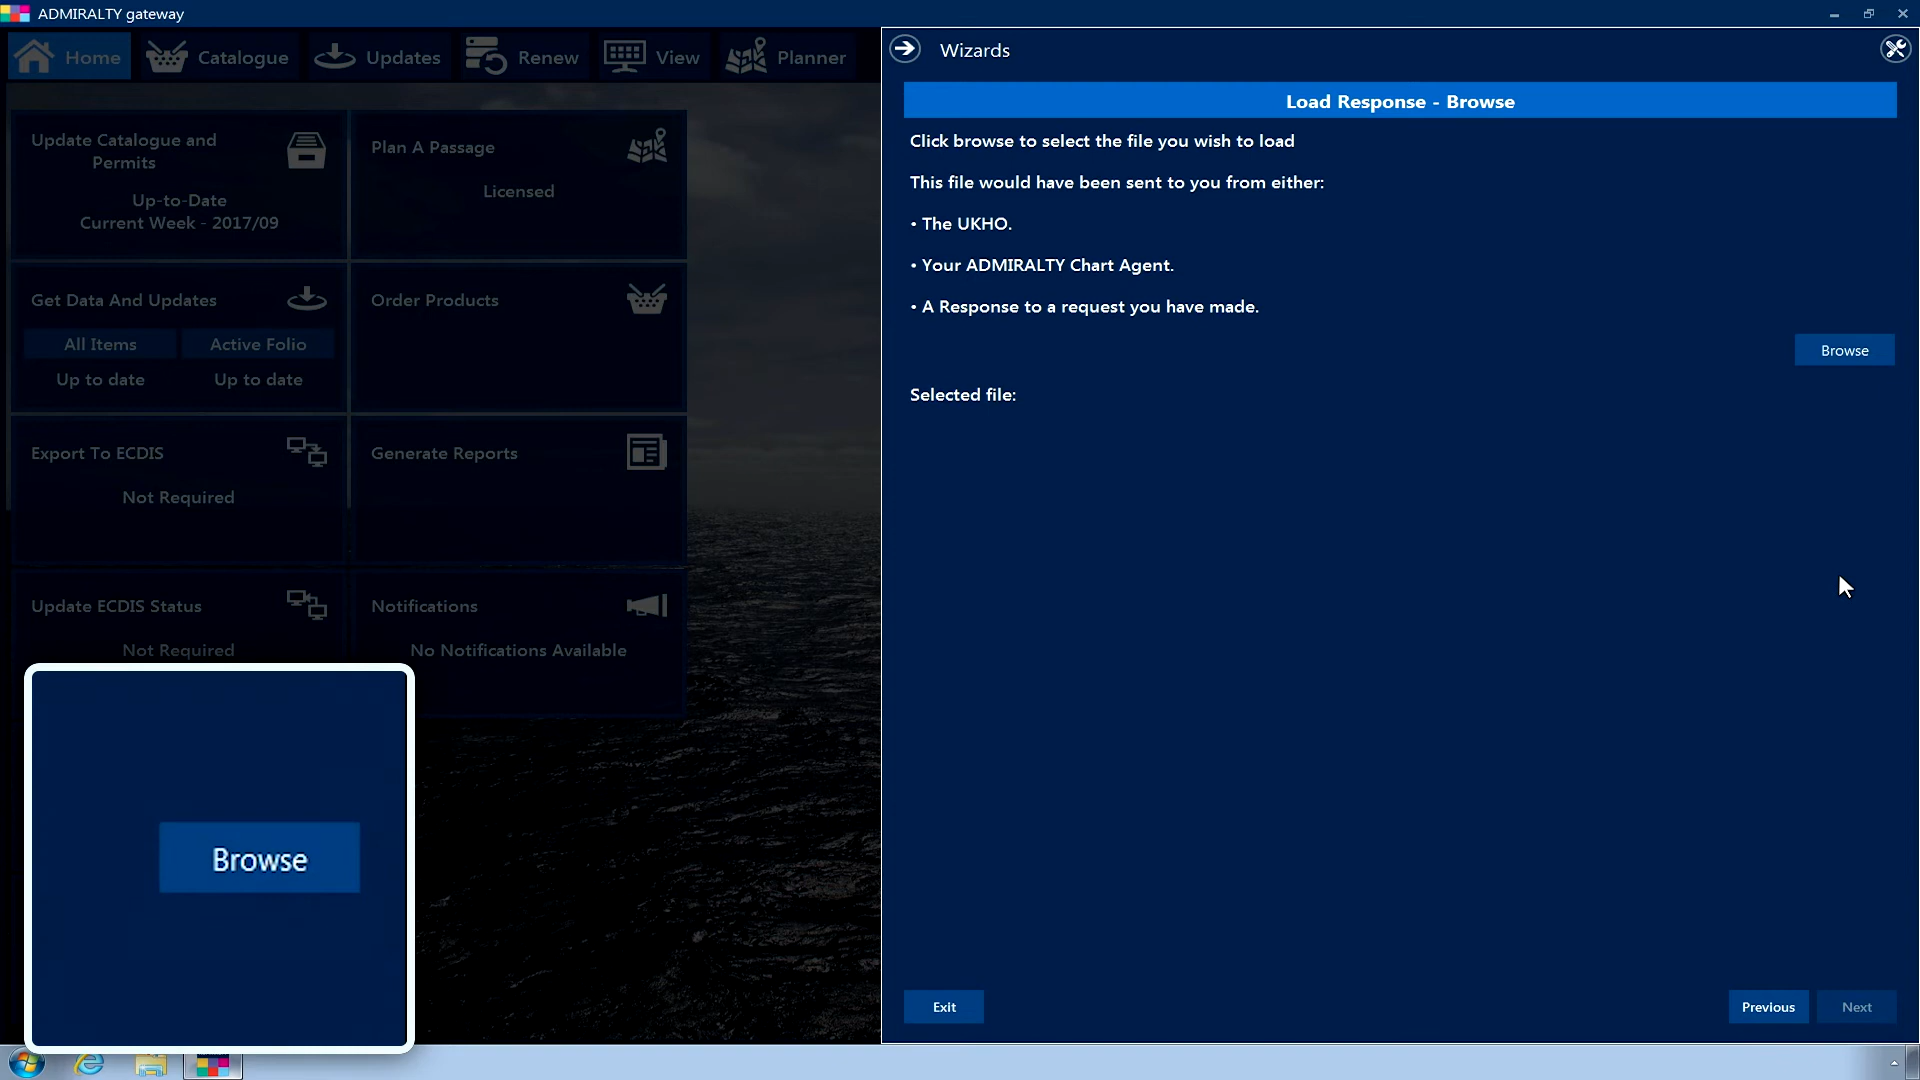 ADMIRALTY gateway
Home
Catalogue
Updates
Renew
View
Planner
Update Catalogue and
Permits
Up-to-Date
Current Week - 2017/09
Plan A Passage
Licensed
Get Data And Updates
All Items
Active Folio
Up to date
Up to date
Order Products
Export To ECDIS
Not Required
Generate Reports
Update ECDIS Status
Not Required
Notifications
No Notifications Available
Browse
Wizards
Load Response - Browse
Click browse to select the file you wish to load
This file would have been sent to you from either:
• The UKHO.
• Your ADMIRALTY Chart Agent.
• A Response to a request you have made.
Browse
Selected file:
Exit
Previous
Next